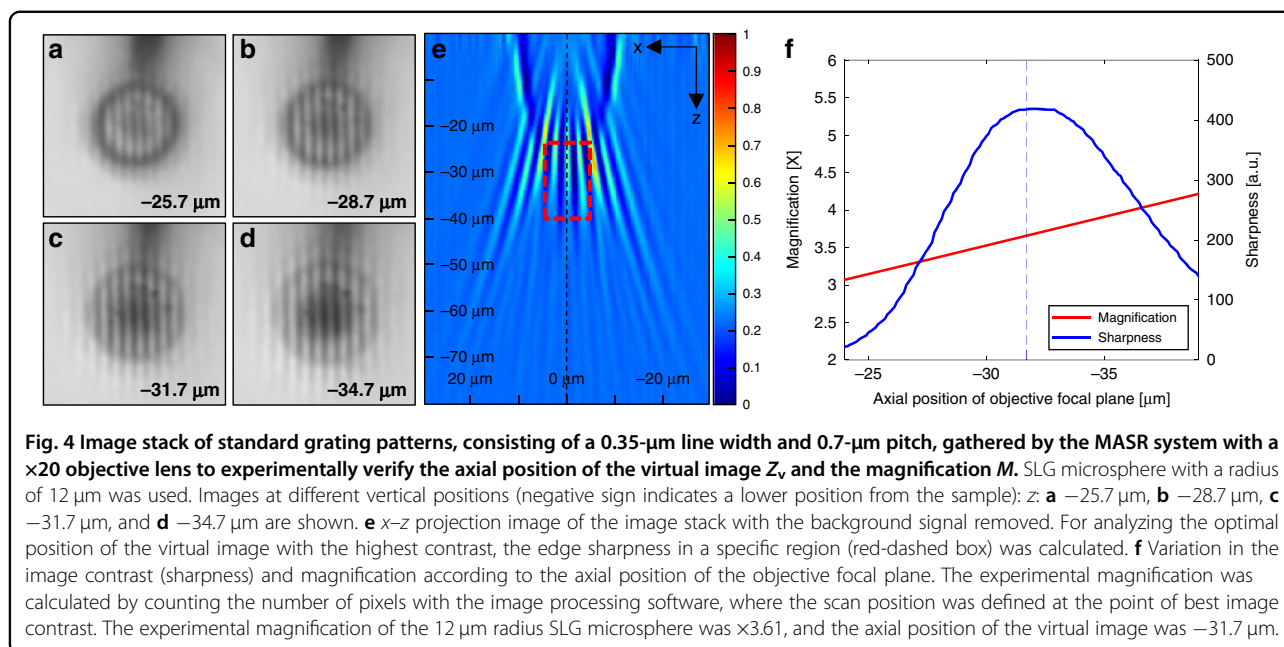 a
−25.7 μm
b
−28.7 μm
c
−31.7 μm
d
−34.7 μm
e
x
z
−20 μm
−30 μm
−40 μm
−50 μm
−60 μm
−70 μm
20 μm 0 μm −20 μm
1
0.9
0.8
0.7
0.6
0.5
0.4
0.3
0.2
0.1
0
f
Magnification [X]
6
5.5
5
4.5
4
3.5
3
2.5
2
500
400
300
200
100
0
Sharpness [a.u.]
Magnification
Sharpness
−25 −30 −35
Axial position of objective focal plane [μm]
Fig. 4 Image stack of standard grating patterns, consisting of a 0.35-μm line width and 0.7-μm pitch, gathered by the MASR system with a
×20 objective lens to experimentally verify the axial position of the virtual image Zv and the magnification M. SLG microsphere with a radius
of 12 μm was used. Images at different vertical positions (negative sign indicates a lower position from the sample): z: a −25.7 μm, b −28.7 μm, c
−31.7 μm, and d −34.7 μm are shown. e x–z projection image of the image stack with the background signal removed. For analyzing the optimal
position of the virtual image with the highest contrast, the edge sharpness in a specific region (red-dashed box) was calculated. f Variation in the
image contrast (sharpness) and magnification according to the axial position of the objective focal plane. The experimental magnification was
calculated by counting the number of pixels with the image processing software, where the scan position was defined at the point of best image
contrast. The experimental magnification of the 12 μm radius SLG microsphere was ×3.61, and the axial position of the virtual image was −31.7 μm.